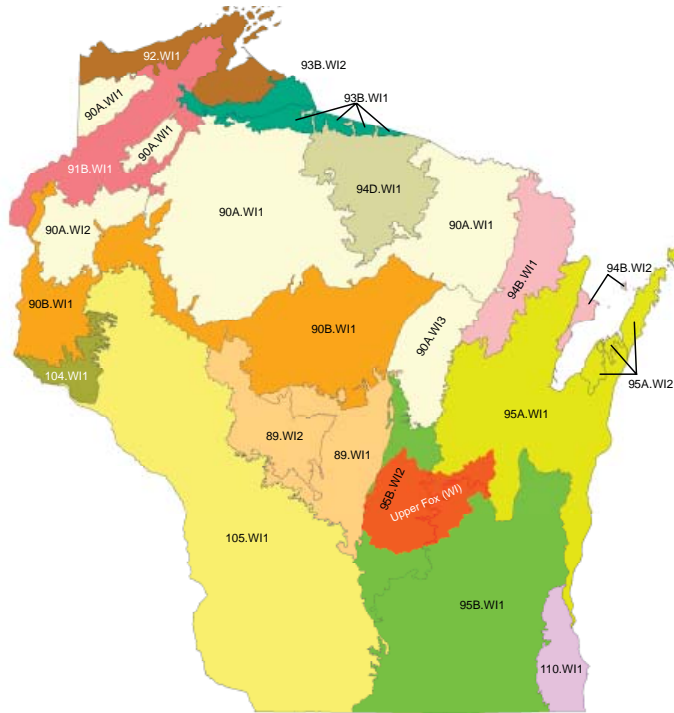 92.WI1
93B.WI2
93B.WI1
90A.WI1
90A.WI1
91B.WI1
94D.WI1
90A.WI1
90A.WI1
90A.WI2
94B.WI1
94B.WI2
90B.WI1
90B.WI1
90A.WI3
104.WI1
95A.WI2
95A.WI1
89.WI2
89.WI1
95B.WI2
Upper Fox (WI)
105.WI1
95B.WI1
110.WI1